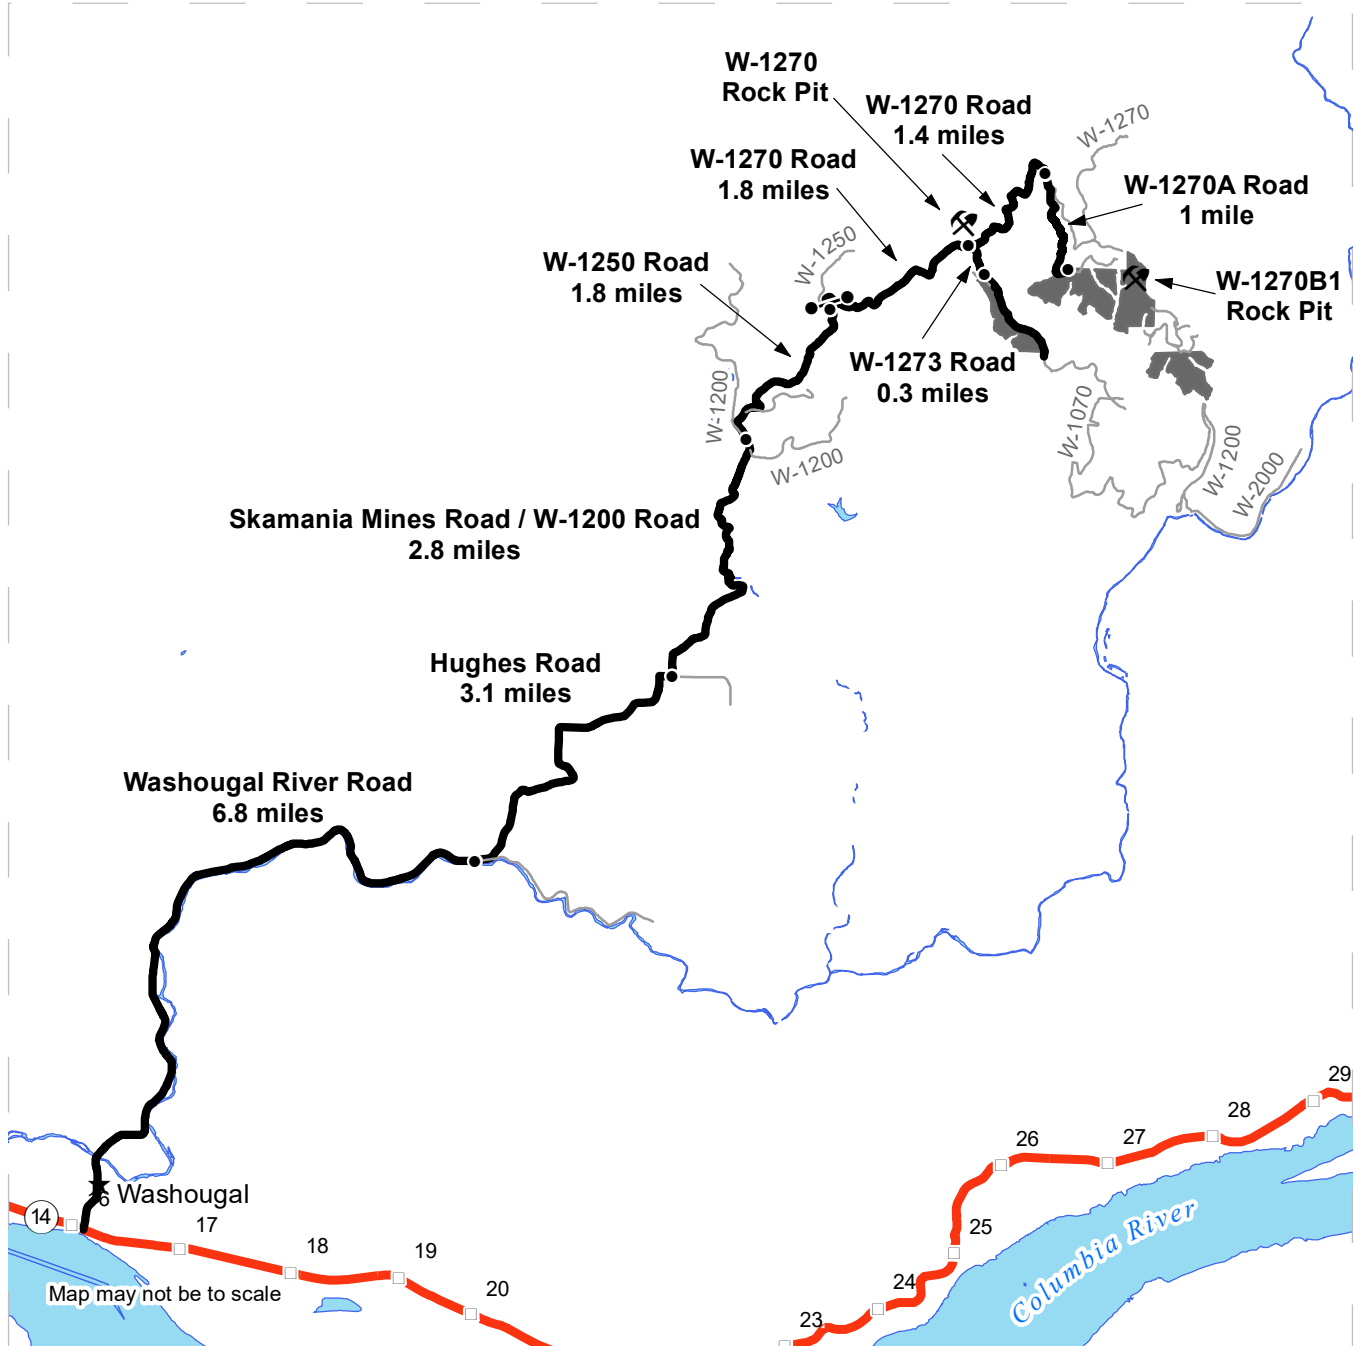 W-1270
Rock Pit
W-1270 Road
1.4 miles
W-1270
W-1270 Road
1.8 miles
W-1270A Road
1 mile
W-1250
W-1250 Road
1.8 miles
W-1270B1
Rock Pit
W-1273 Road
0.3 miles
W-1200
W-1070
W-1200
W-1200
W-2000
Skamania Mines Road / W-1200 Road
2.8 miles
Hughes Road
3.1 miles
Washougal River Road
6.8 miles
29
28
26
27
6
Washougal
14
17
25
Columbia River
18
19
24
Map may not be to scale
20
23